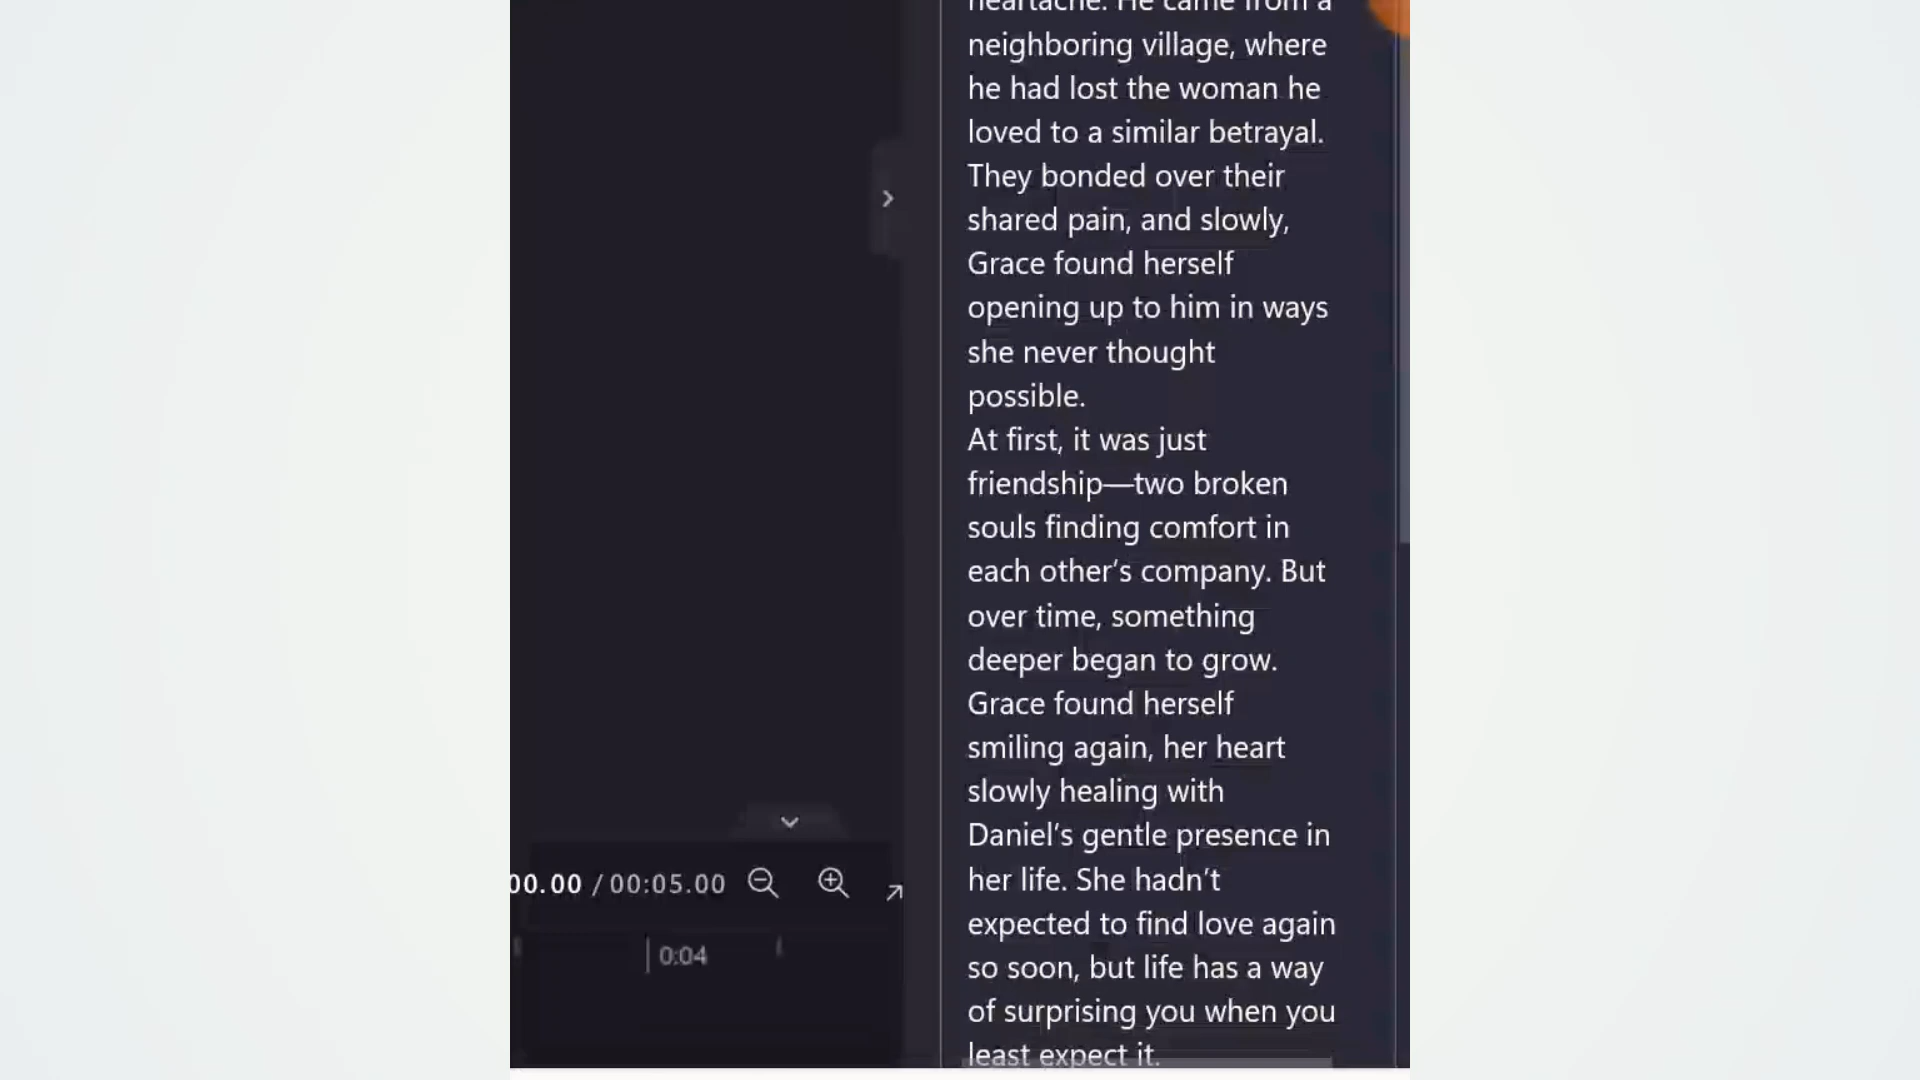 heartache. He came from a
neighboring village, where
he had lost the woman he
loved to a similar betrayal.
They bonded over their
shared pain, and slowly,
Grace found herself
opening up to him in ways
she never thought
possible.
At first, it was just
friendship—two broken
souls finding comfort in
each other’s company. But
over time, something
deeper began to grow.
Grace found herself
smiling again, her heart
slowly healing with
Daniel’s gentle presence in
her life. She hadn’t
expected to find love again
so soon, but life has a way
of surprising you when you
least expect it.
00.00 / 00:05.00
0:04